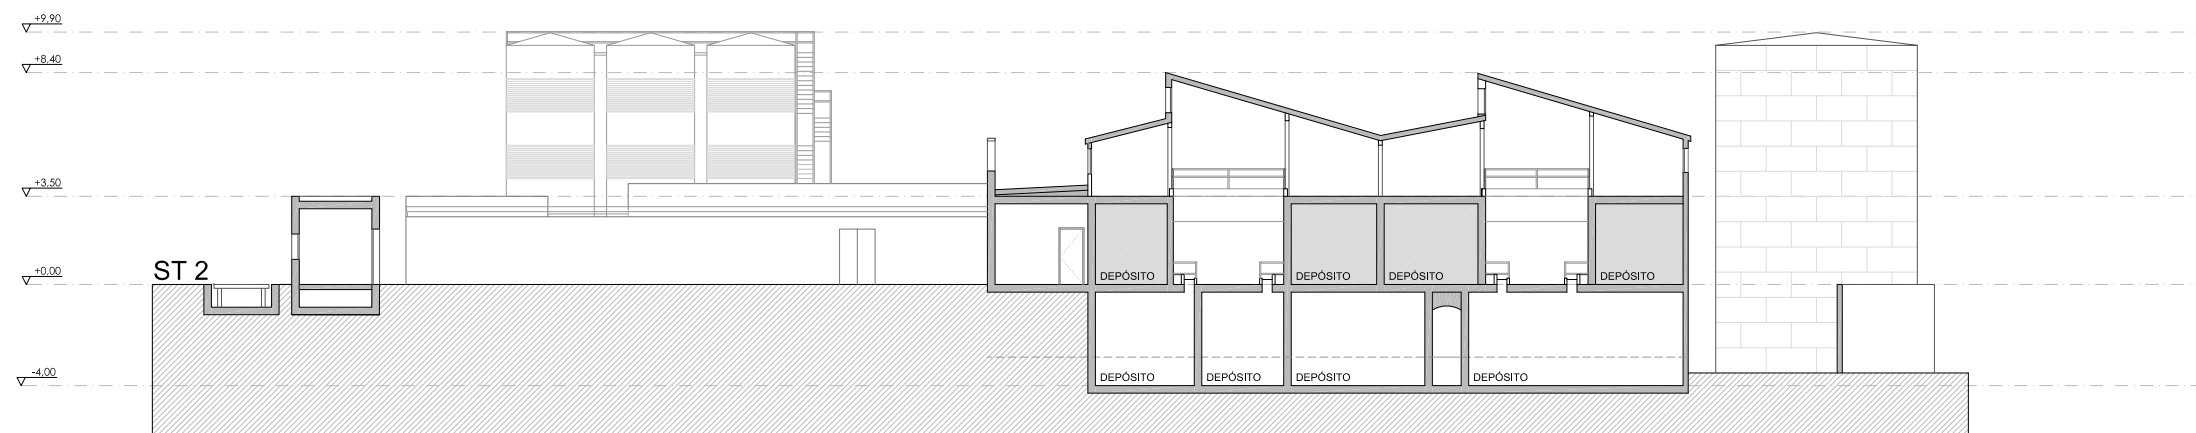 +9,90
+8,40
+3,50
+0,00
ST 2
DEPÓSITO DEPÓSITO DEPÓSITO DEPÓSITO
-4,00
DEPÓSITO DEPÓSITO DEPÓSITO DEPÓSITO